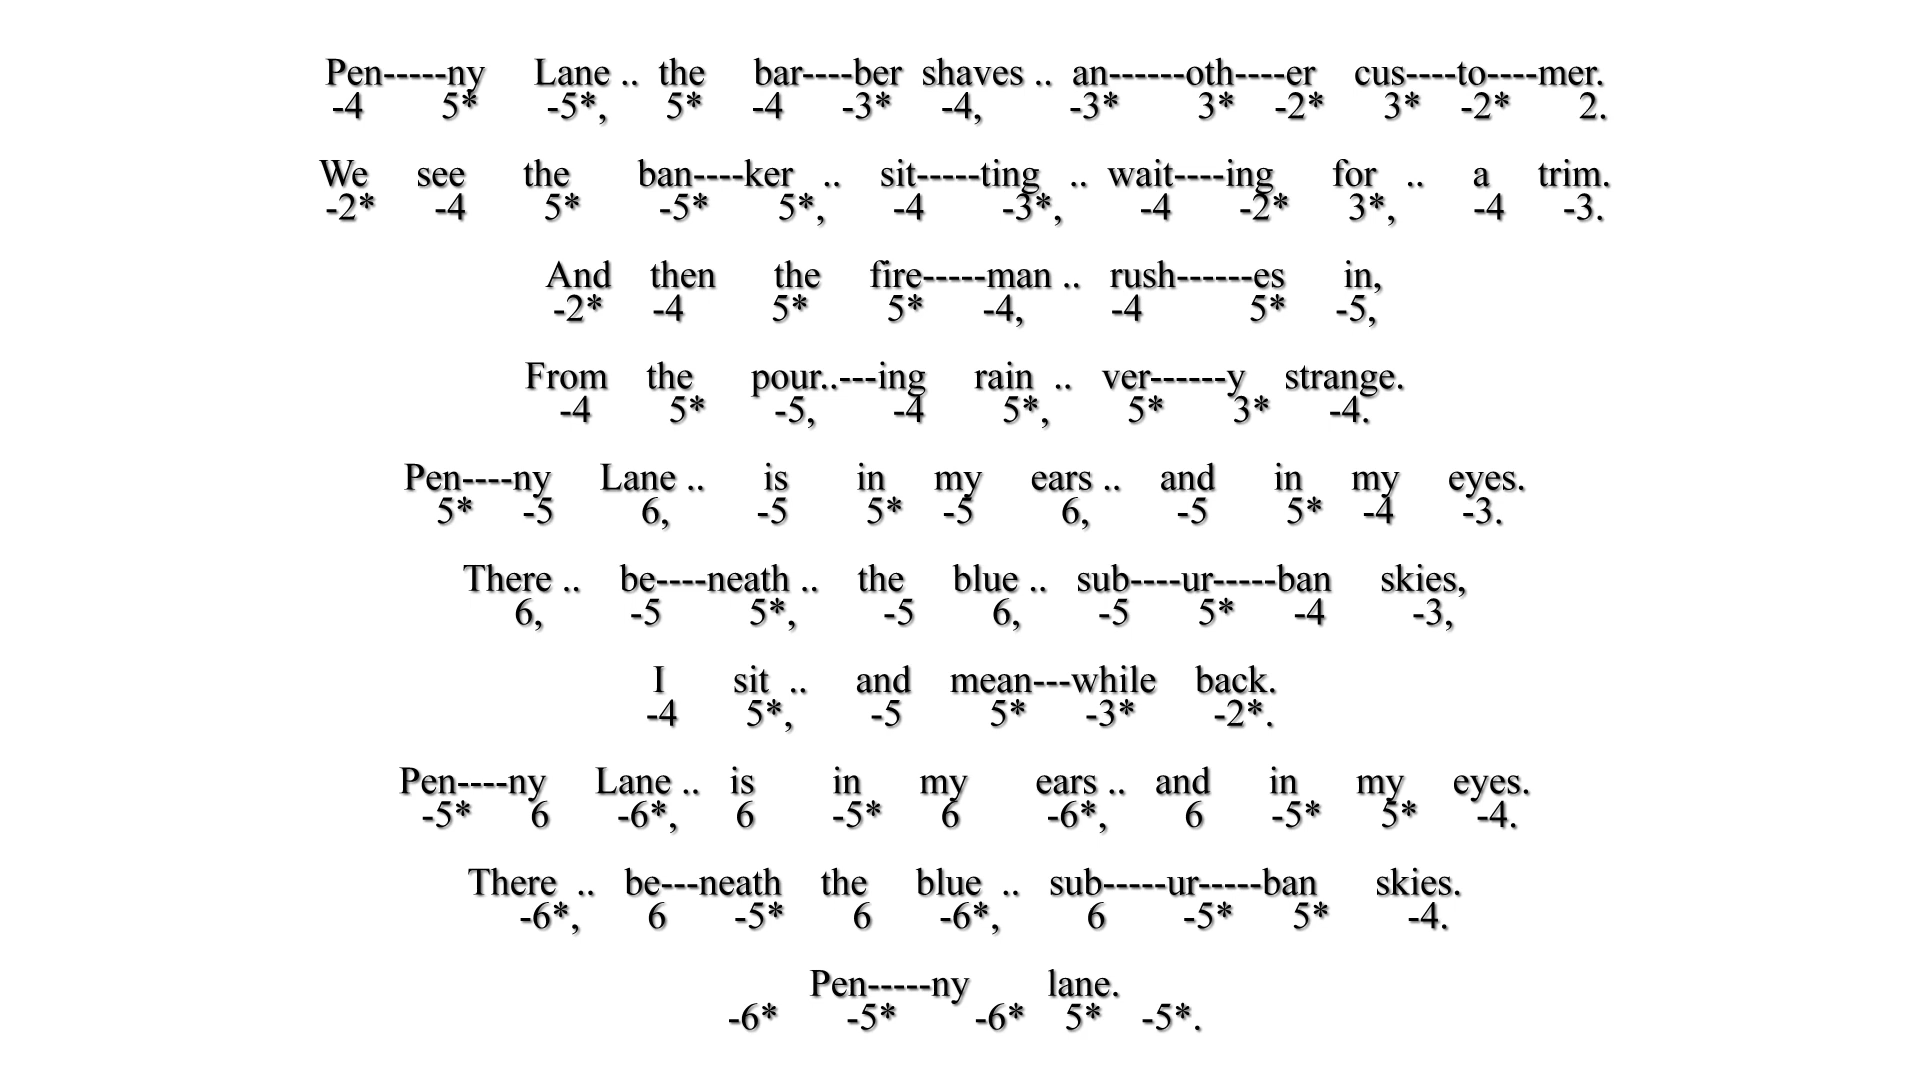 Pen-----ny Lane .. the bar----ber shaves .. an------oth----er cus----to----mer.
-4 5* -5*, 5* -4 -3* -4, -3* 3* -2* 3* -2* 2.
We see the ban----ker .. sit-----ting .. wait----ing for .. a trim.
-2* -4 5* -5* 5*, -4 -3*, -4 -2* 3*, -4 -3.
And then the fire-----man .. rush------es in,
-2* -4 5* 5* -4, -4 5* -5,
From the pour..---ing rain .. ver------y strange.
-4 5* -5, -4 5*, 5* 3* -4.
Pen----ny Lane .. is in my ears .. and in my eyes.
5* -5 6, -5 5* -5 6, -5 5* -4 -3.
There .. be----neath .. the blue .. sub----ur-----ban skies,
6, -5 5*, -5 6, -5 5* -4 -3,
I sit .. and mean---while back.
-4 5*, -5 5* -3* -2*.
Pen----ny Lane .. is in my ears .. and in my eyes.
-5* 6 -6*, 6 -5* 6 -6*, 6 -5* 5* -4.
There .. be---neath the blue .. sub-----ur-----ban skies.
-6*, 6 -5* 6 -6*, 6 -5* 5* -4.
Pen-----ny lane.
-6* -5* -6* 5* -5*.